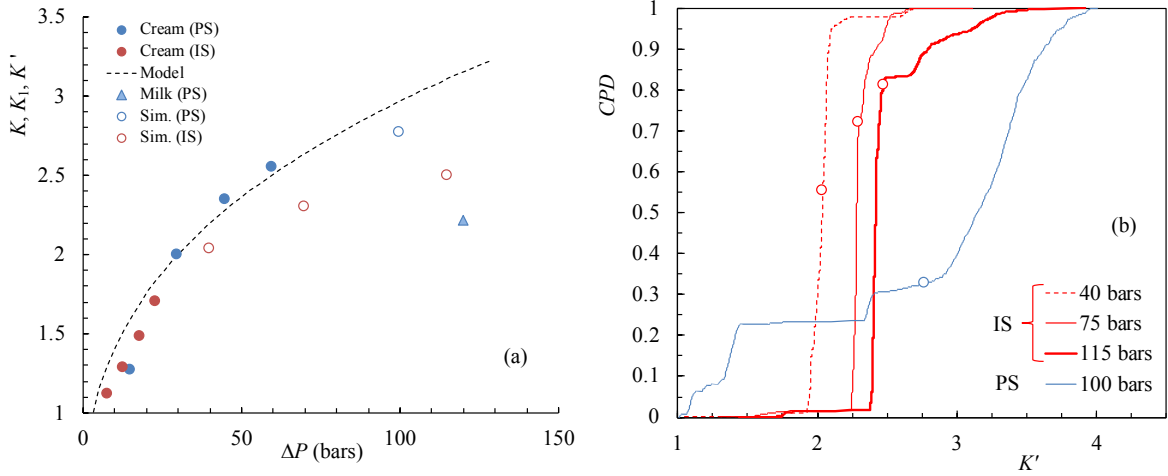 (a)
K, K₁, K'
3.5
3
2.5
2
1.5
1
0
50
100
150
ΔP (bars)
Cream (PS)
Cream (IS)
Model
Milk (PS)
Sim. (PS)
Sim. (IS)
(b)
CPD
1
0.9
0.8
0.7
0.6
0.5
0.4
0.3
0.2
0.1
0
1
2
3
4
K'
IS
40 bars
75 bars
115 bars
PS
100 bars